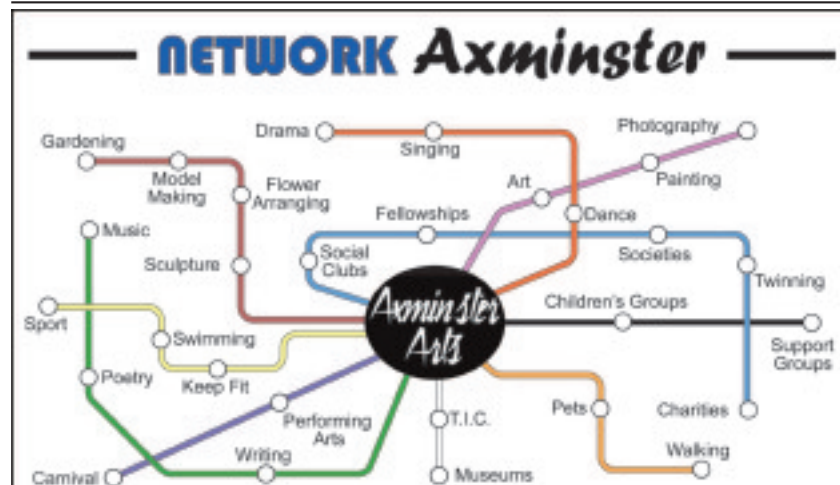 NETWORK Axminster
Drama
Singing
Photography
Gardening
Model
Making
Flower
Arranging
Art
Painting
Music
Fellowships
Dance
Sculpture
Social
Clubs
Societies
Twinning
Axminster
Arts
Children's Groups
Sport
Swimming
Support
Groups
Poetry
Keep Fit
Performing
Arts
T.I.C.
Pets
Charities
Writing
Walking
Carnival
Museums